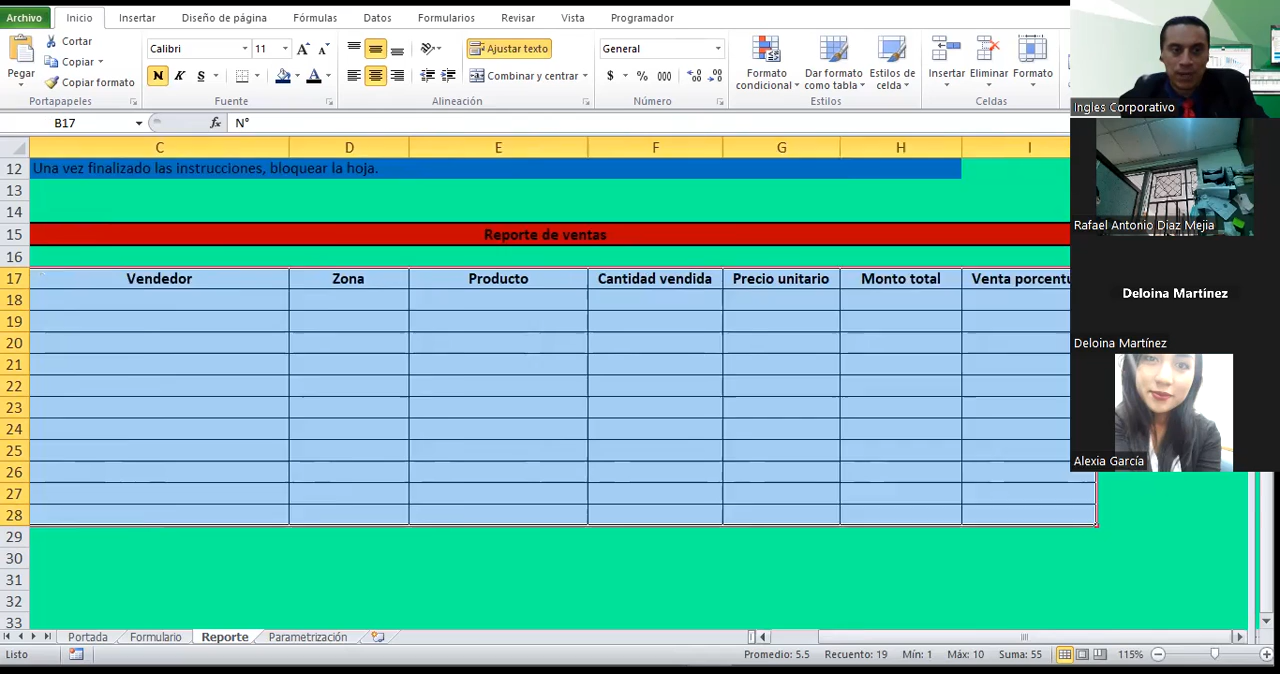 Archivo Inicio Insertar Diseño de página Fórmulas Datos Formularios Revisar Vista Programador
Pegar
Cortar
Copiar
Copiar formato
Portapapeles
Calibri 11
N K S
Fuente
Ajustar texto
Combinar y centrar
Alineación
General
$ % 000
Número
Formato condicional
Dar formato como tabla
Estilos de celda
Estilos
Insertar Eliminar Formato
Celdas
B17 fx N°
C D E F G H I
12 Una vez finalizado las instrucciones, bloquear la hoja.
13
14
15 Reporte de ventas
16
17 Vendedor Zona Producto Cantidad vendida Precio unitario Monto total Venta porcentu
18
19
20
21
22
23
24
25
26
27
28
29
30
31
32
33
Portada Formulario Reporte Parametrización
Listo Promedio: 5.5 Recuento: 19 Mín: 1 Máx: 10 Suma: 55 115%
Ingles Corporativo
Rafael Antonio Diaz Mejia
Deloina Martínez
Deloina Martínez
Alexia García